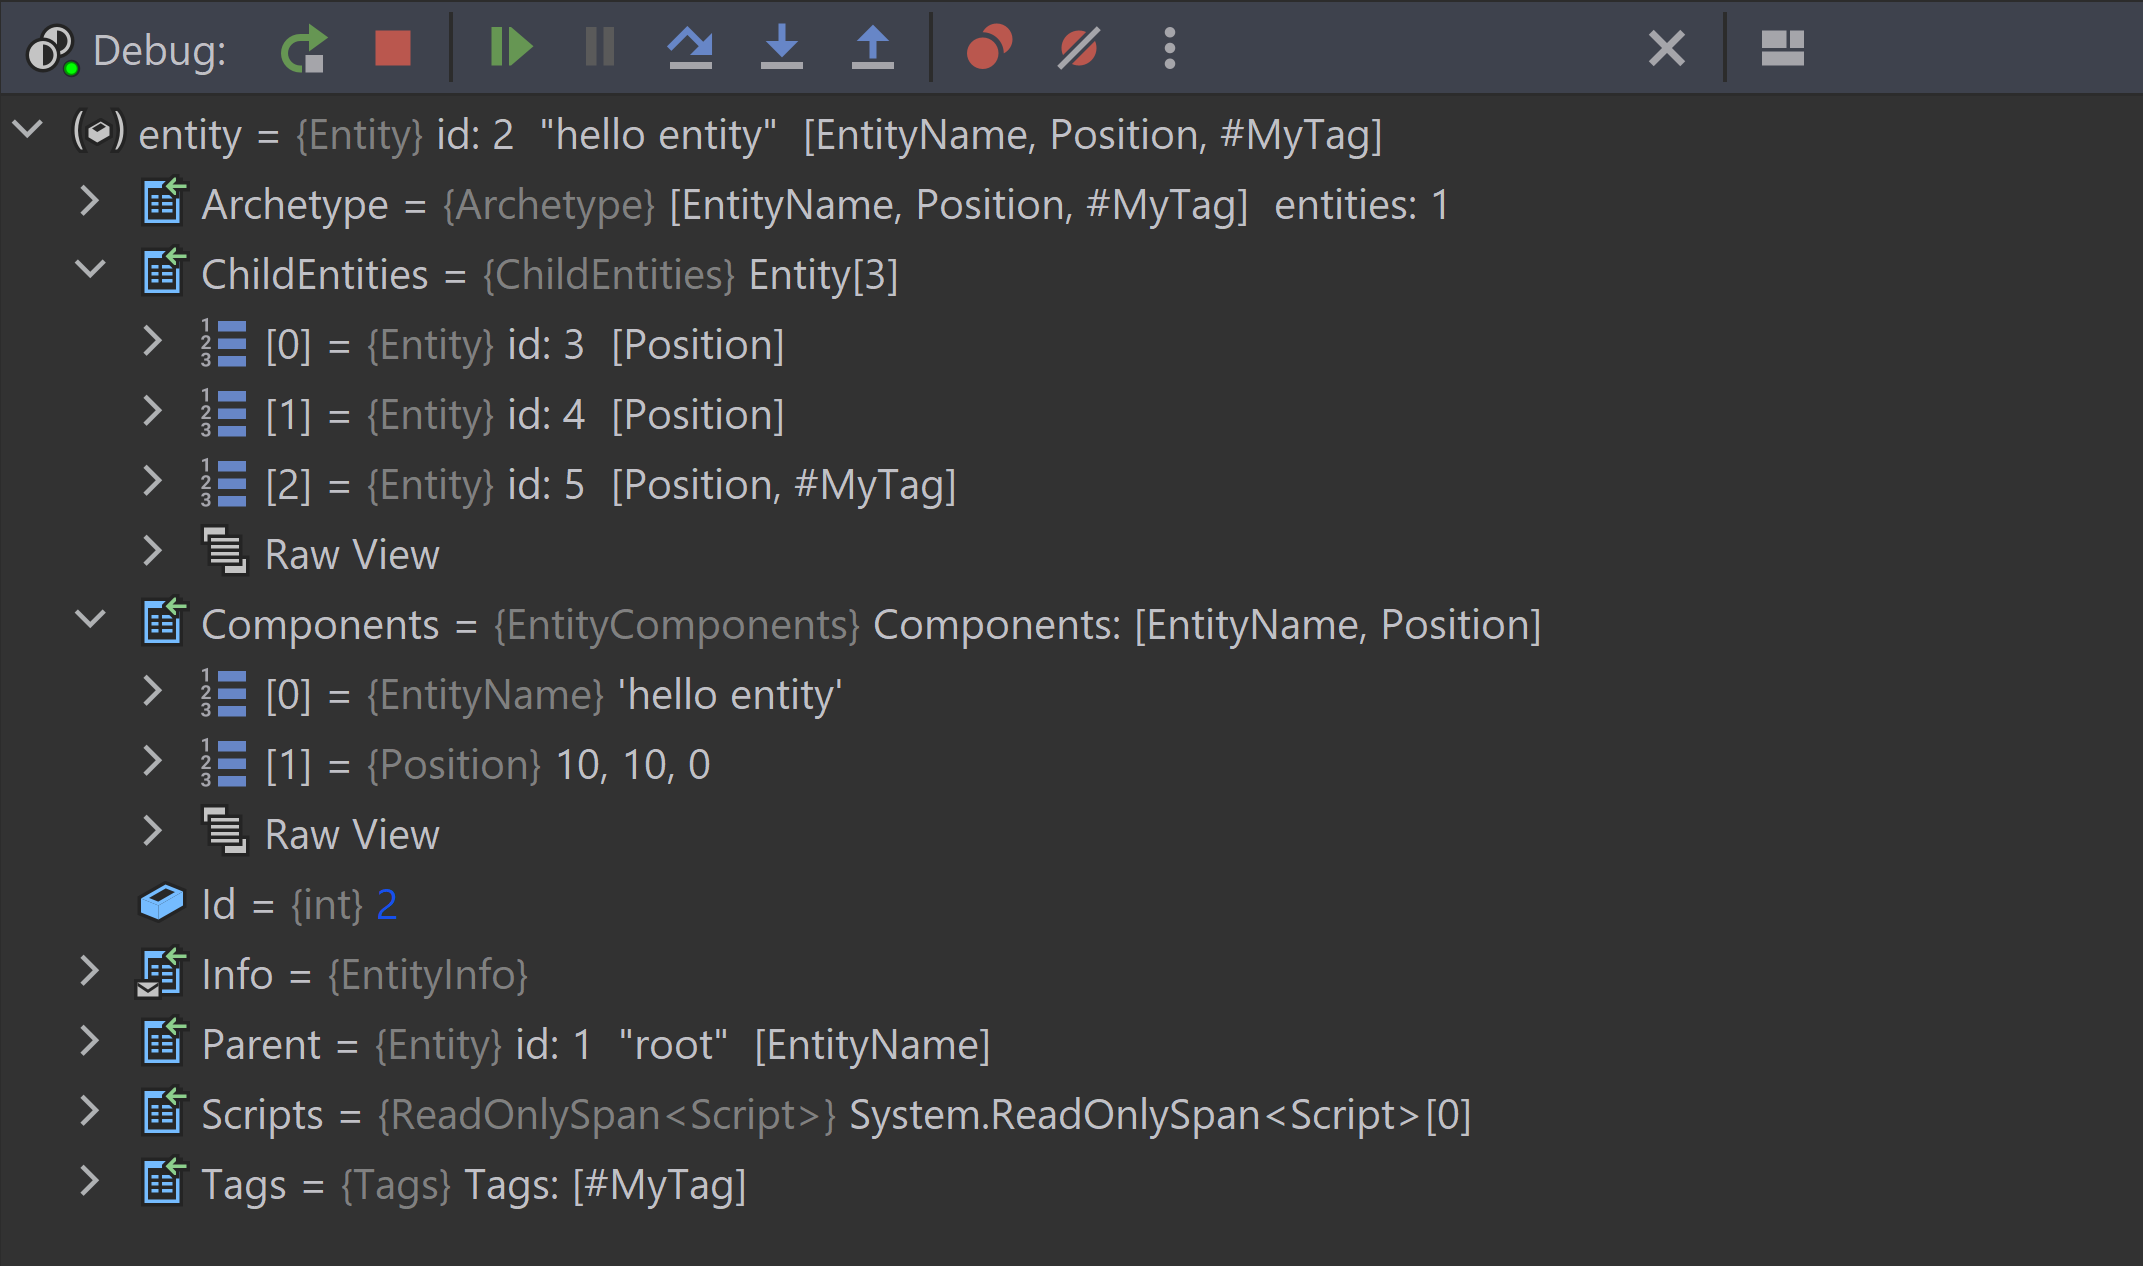 Debug:
entity = {Entity} id: 2 "hello entity" [EntityName, Position, #MyTag]
Archetype = {Archetype} [EntityName, Position, #MyTag] entities: 1
ChildEntities = {ChildEntities} Entity[3]
[0] = {Entity} id: 3 [Position]
[1] = {Entity} id: 4 [Position]
[2] = {Entity} id: 5 [Position, #MyTag]
Raw View
Components = {EntityComponents} Components: [EntityName, Position]
[0] = {EntityName} 'hello entity'
[1] = {Position} 10, 10, 0
Raw View
Id = {int} 2
Info = {EntityInfo}
Parent = {Entity} id: 1 "root" [EntityName]
Scripts = {ReadOnlySpan<Script>} System.ReadOnlySpan<Script>[0]
Tags = {Tags} Tags: [#MyTag]